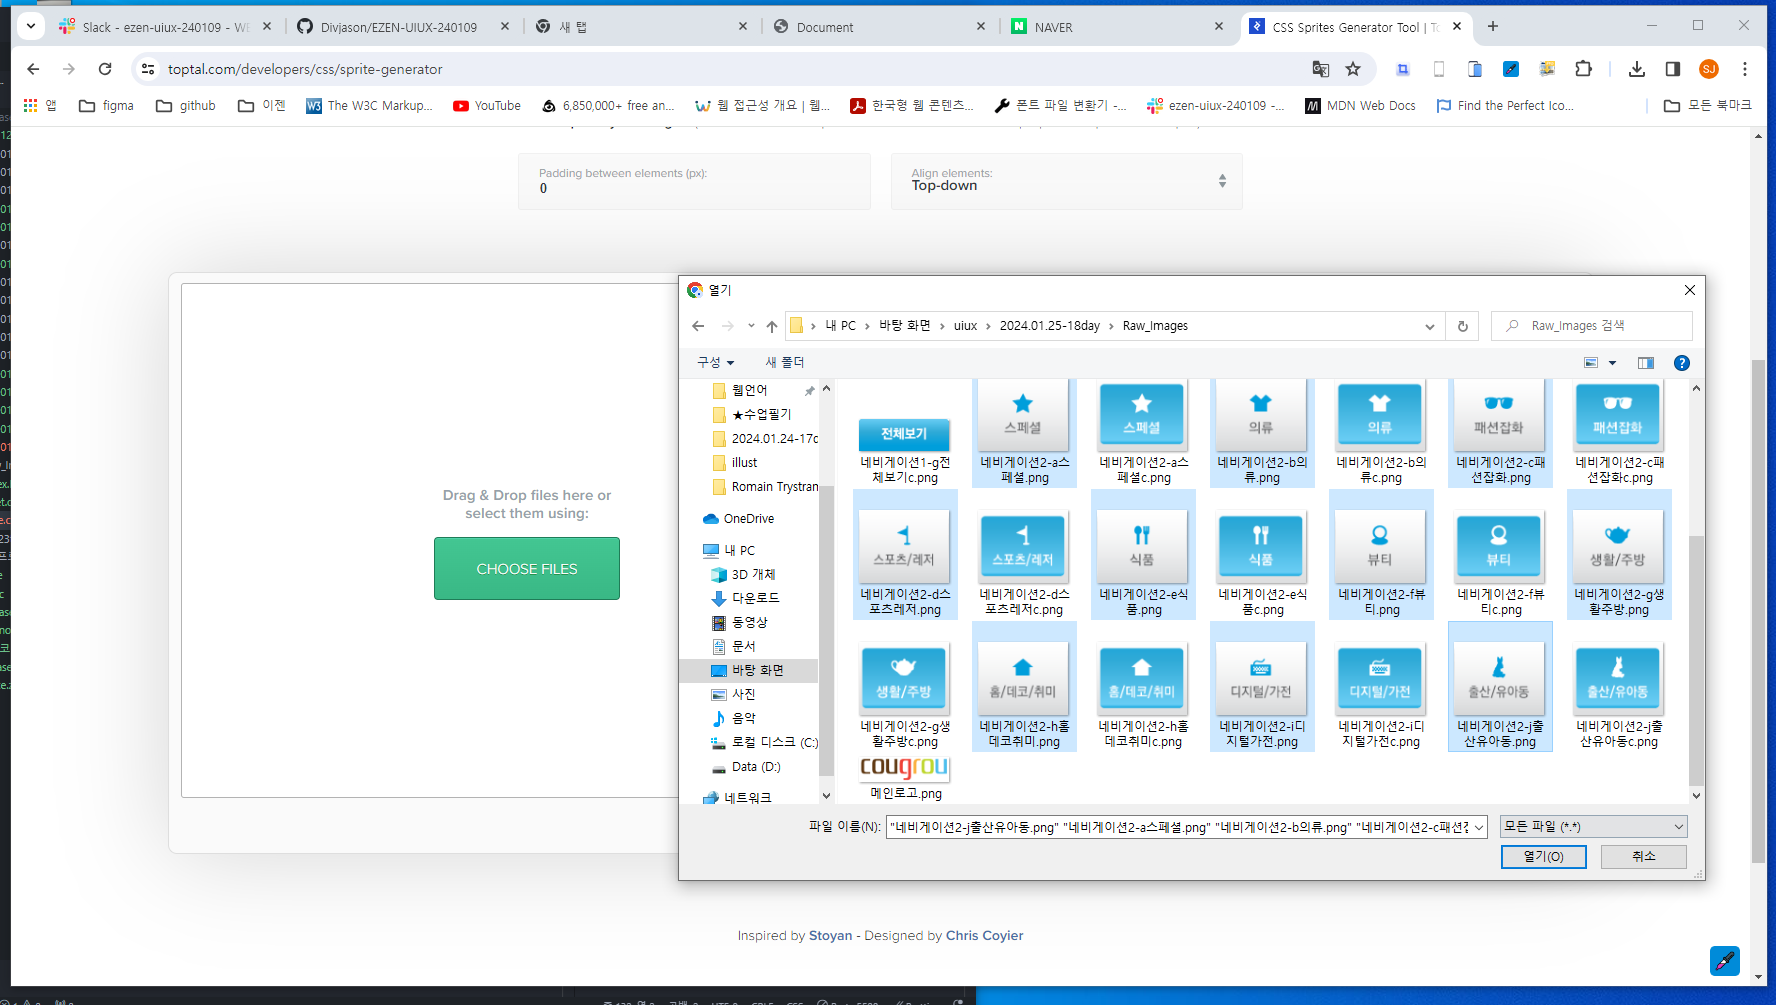 Slack - ezen-uiux-240109 - WE
Divjason/EZEN-UIUX-240109
새 탭
Document
NAVER
CSS Sprites Generator Tool | To
toptal.com/developers/css/sprite-generator
SJ
앱
figma
github
이젠
The W3C Markup...
YouTube
6,850,000+ free an...
웹 접근성 개요 | 웹...
한국형 웹 콘텐츠...
폰트 파일 변환기 -...
ezen-uiux-240109 -...
MDN Web Docs
Find the Perfect Ico...
모든 북마크
Padding between elements (px):
0
Align elements:
Top-down
Drag & Drop files here or
select them using:
CHOOSE FILES
열기
내 PC > 바탕 화면 > uiux > 2024.01.25-18day > Raw_Images
Raw_Images 검색
구성
새 폴더
웹언어
★수업필기
2024.01.24-17c
illust
Romain Trystran
OneDrive
내 PC
3D 개체
다운로드
동영상
문서
바탕 화면
사진
음악
로컬 디스크 (C:)
Data (D:)
네트워크
전체보기
스페셜
스페셜
의류
의류
패션잡화
패션잡화
네비게이션1-g전
체보기c.png
네비게이션2-a스
페셜.png
네비게이션2-a스
페셜c.png
네비게이션2-b의
류.png
네비게이션2-b의
류c.png
네비게이션2-c패
션잡화.png
네비게이션2-c패
션잡화c.png
스포츠/레저
스포츠/레저
식품
식품
뷰티
뷰티
생활/주방
네비게이션2-d스
포츠레저.png
네비게이션2-d스
포츠레저c.png
네비게이션2-e식
품.png
네비게이션2-e식
품c.png
네비게이션2-f뷰
티.png
네비게이션2-f뷰
티c.png
네비게이션2-g생
활주방.png
생활/주방
홈/데코/취미
홈/데코/취미
디지털/가전
디지털/가전
출산/유아동
출산/유아동
네비게이션2-g생
활주방c.png
네비게이션2-h홈
데코취미.png
네비게이션2-h홈
데코취미c.png
네비게이션2-i디
지털가전.png
네비게이션2-i디
지털가전c.png
네비게이션2-j출
산유아동.png
네비게이션2-j출
산유아동c.png
cougrou
메인로고.png
파일 이름(N):
"네비게이션2-j출산유아동.png" "네비게이션2-a스페셜.png" "네비게이션2-b의류.png" "네비게이션2-c패션잡
모든 파일 (*.*)
열기(O)
취소
Inspired by Stoyan - Designed by Chris Coyier